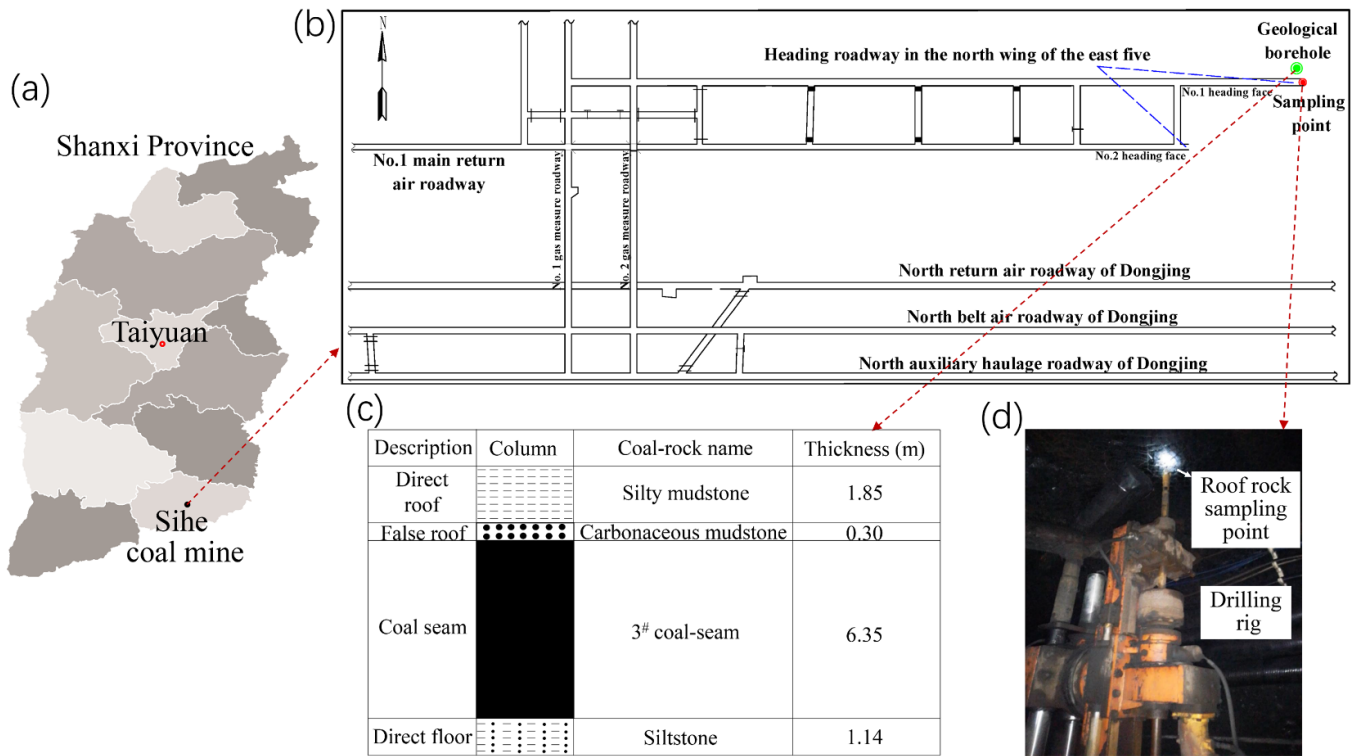 (a)
Shanxi Province
Taiyuan
Sihe
coal mine
(b)
N
Heading roadway in the north wing of the east five
Geological
borehole
No.1 heading face
Sampling
point
No.1 main return
air roadway
No.2 heading face
No. 1 gas measure roadway
No. 2 gas measure roadway
North return air roadway of Dongjing
North belt air roadway of Dongjing
North auxiliary haulage roadway of Dongjing
(c)
Description Column Coal-rock name Thickness (m)
Direct
roof
Silty mudstone 1.85
False roof Carbonaceous mudstone 0.30
Coal seam 3# coal-seam 6.35
Direct floor Siltstone 1.14
(d)
Roof rock
sampling
point
Drilling
rig